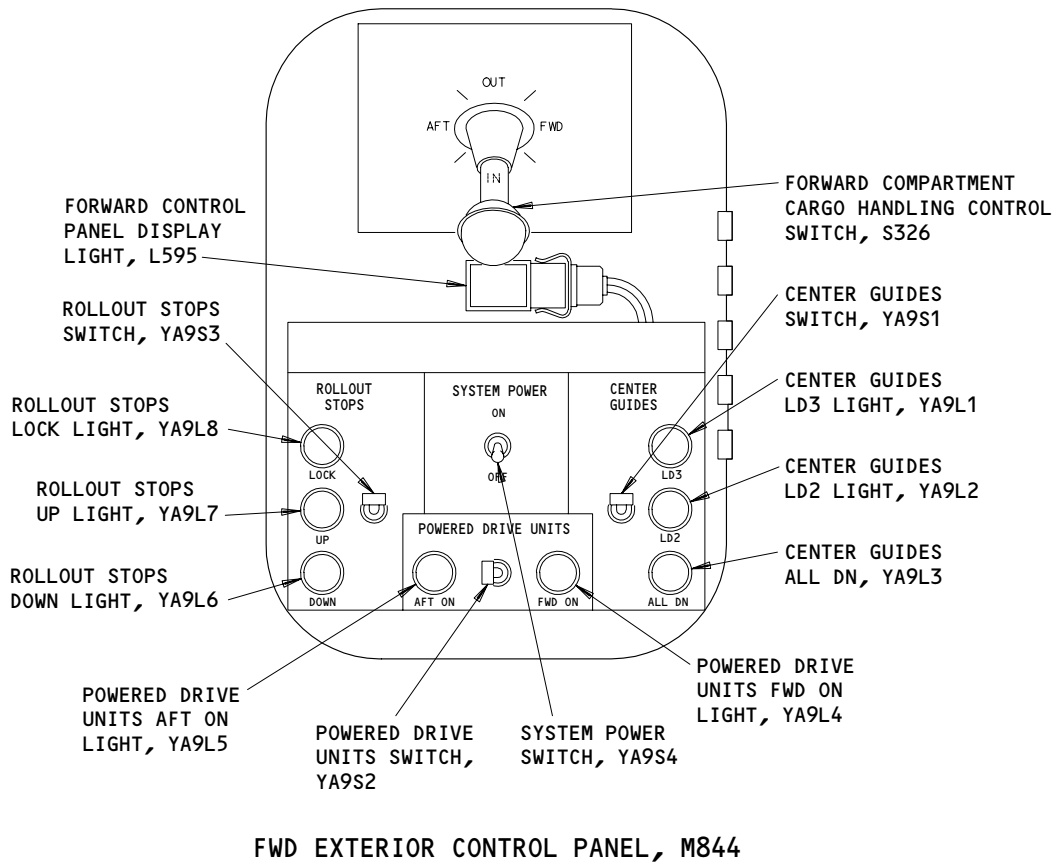 OUT
AFT
FWD
IN
FORWARD COMPARTMENT
CARGO HANDLING CONTROL
SWITCH, S326
FORWARD CONTROL
PANEL DISPLAY
LIGHT, L595
CENTER GUIDES
SWITCH, YA9S1
ROLLOUT STOPS
SWITCH, YA9S3
ROLLOUT
STOPS
SYSTEM POWER
ON
OFF
CENTER
GUIDES
CENTER GUIDES
LD3 LIGHT, YA9L1
ROLLOUT STOPS
LOCK LIGHT, YA9L8
LOCK
LD3
CENTER GUIDES
LD2 LIGHT, YA9L2
ROLLOUT STOPS
UP LIGHT, YA9L7
UP
LD2
POWERED DRIVE UNITS
CENTER GUIDES
ALL DN, YA9L3
ROLLOUT STOPS
DOWN LIGHT, YA9L6
DOWN
AFT ON
FWD ON
ALL DN
POWERED DRIVE
UNITS AFT ON
LIGHT, YA9L5
POWERED DRIVE
UNITS SWITCH,
YA9S2
SYSTEM POWER
SWITCH, YA9S4
POWERED DRIVE
UNITS FWD ON
LIGHT, YA9L4
FWD EXTERIOR CONTROL PANEL, M844